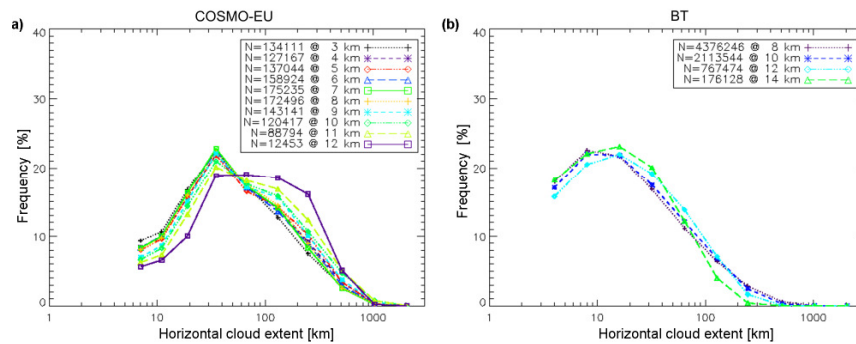 a)
COSMO-EU
40
30
20
10
0
Frequency [%]
N=134111 @ 3 km
N=127167 @ 4 km
N=137044 @ 5 km
N=158924 @ 6 km
N=175235 @ 7 km
N=172496 @ 8 km
N=143141 @ 9 km
N=120417 @ 10 km
N=88794 @ 11 km
N=12453 @ 12 km
1
10
100
1000
Horizontal cloud extent [km]
(b)
BT
40
30
20
10
0
Frequency [%]
N=4376246 @ 8 km
N=2113544 @ 10 km
N=767474 @ 12 km
N=176128 @ 14 km
1
10
100
1000
Horizontal cloud extent [km]